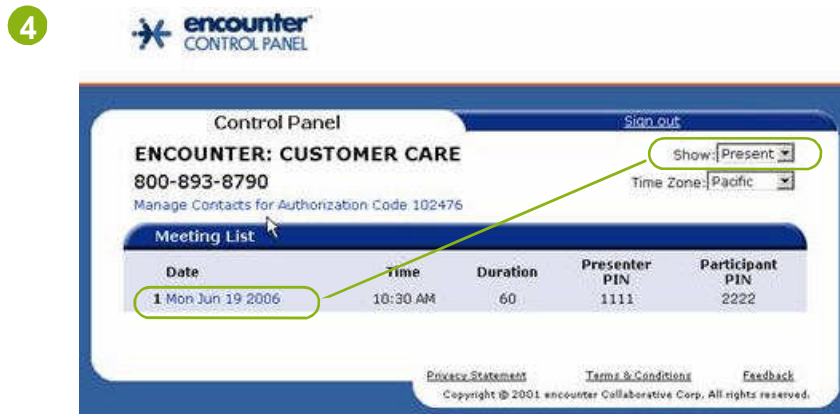 4
encounter
CONTROL PANEL
Control Panel
Sign out
ENCOUNTER: CUSTOMER CARE
Show: Present
800-893-8790
Time Zone: Pacific
Manage Contacts for Authorization Code 102476
Meeting List
Date Time Duration Presenter PIN Participant PIN
1 Mon Jun 19 2006 10:30 AM 60 1111 2222
Privacy Statement Terms & Conditions Feedback
Copyright © 2001 encounter Collaborative Corp. All rights reserved.